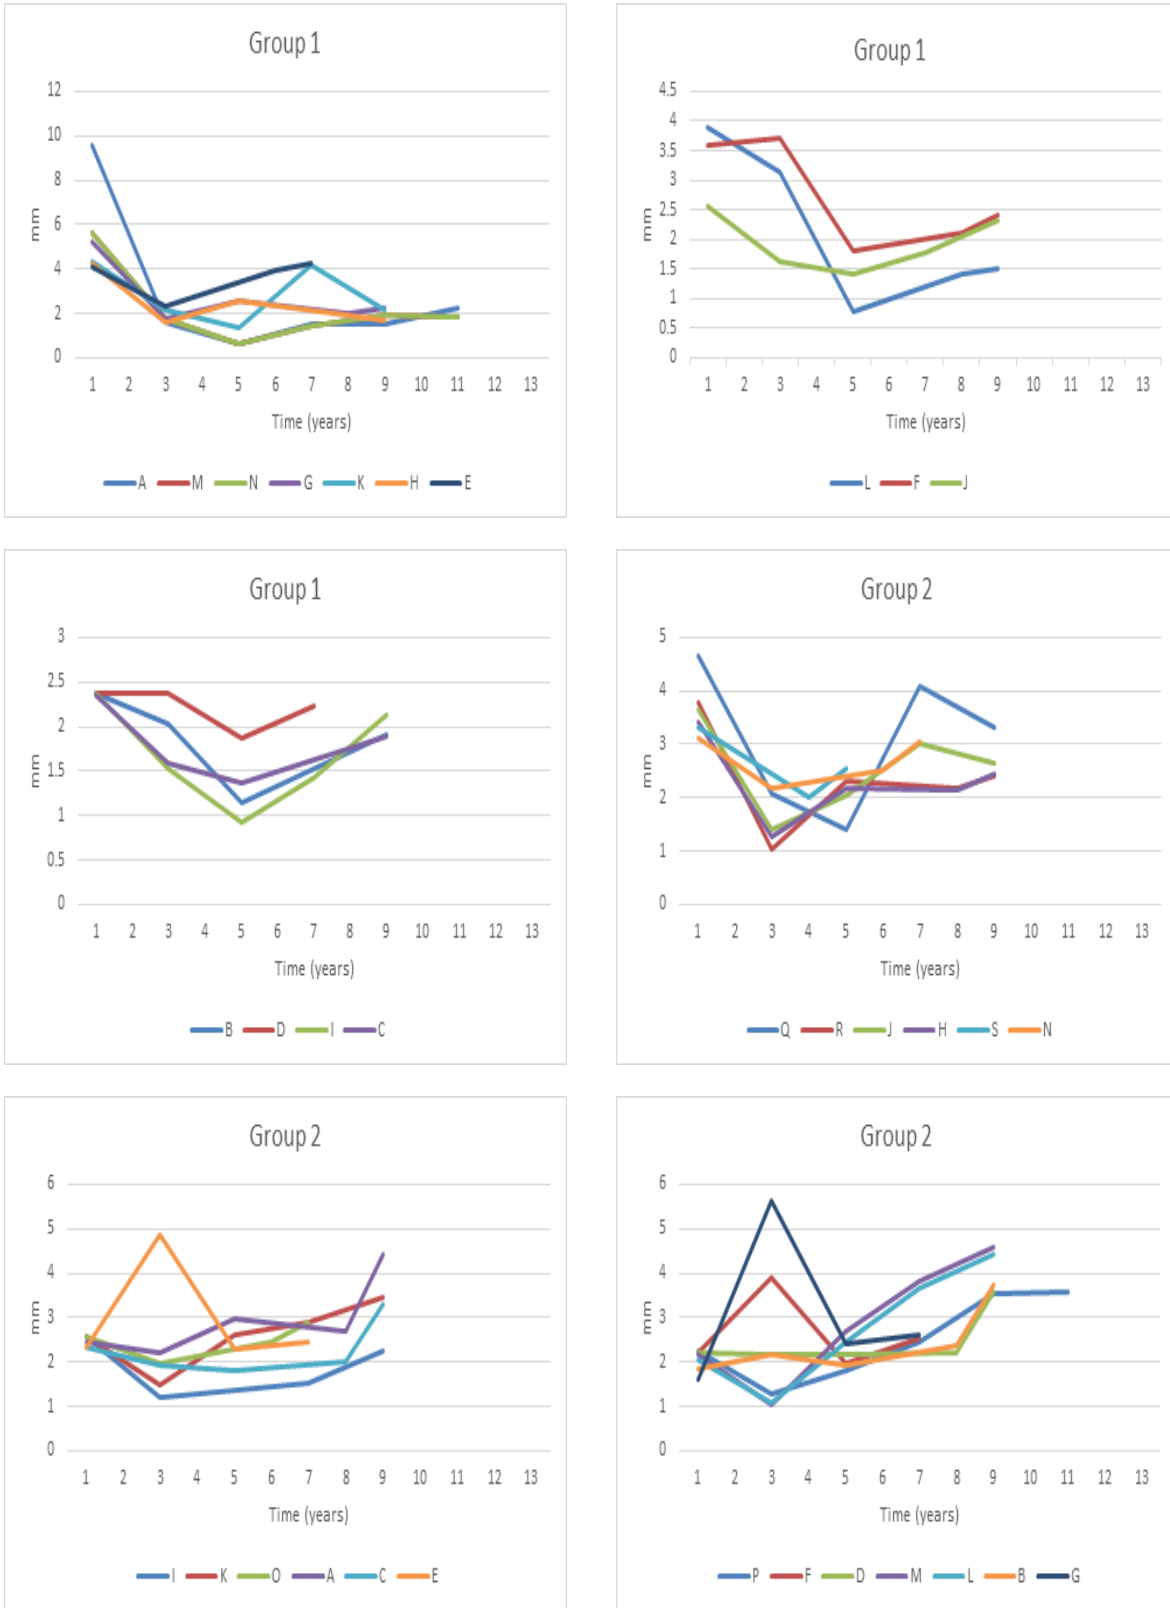 Group 1
12
10
8
6
4
2
0
mm
1 2 3 4 5 6 7 8 9 10 11 12 13
Time (years)
A M N G K H E
Group 1
4.5
4
3.5
3
2.5
2
1.5
1
0.5
0
mm
1 2 3 4 5 6 7 8 9 10 11 12 13
Time (years)
L F J
Group 1
3
2.5
2
1.5
1
0.5
0
mm
1 2 3 4 5 6 7 8 9 10 11 12 13
Time (years)
B D I C
Group 2
5
4
3
2
1
0
mm
1 2 3 4 5 6 7 8 9 10 11 12 13
Time (years)
Q R J H S N
Group 2
6
5
4
3
2
1
0
mm
1 2 3 4 5 6 7 8 9 10 11 12 13
Time (years)
I K O A C E
Group 2
6
5
4
3
2
1
0
mm
1 2 3 4 5 6 7 8 9 10 11 12 13
Time (years)
P F D M L B G